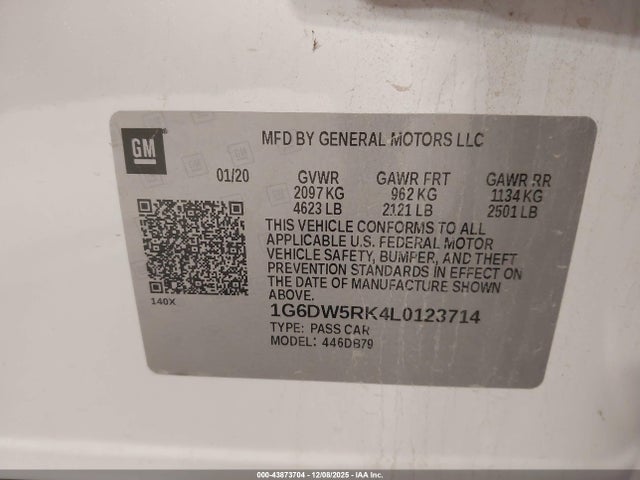 GM
MFD BY GENERAL MOTORS LLC
01/20 GVWR GAWR FRT GAWR RR
2097 KG 962 KG 1134 KG
4623 LB 2121 LB 2501 LB
THIS VEHICLE CONFORMS TO ALL
APPLICABLE U.S. FEDERAL MOTOR
VEHICLE SAFETY, BUMPER, AND THEFT
PREVENTION STANDARDS IN EFFECT ON
THE DATE OF MANUFACTURE SHOWN
ABOVE.
140X
1G6DW5RK4L0123714
TYPE: PASS CAR
MODEL: 446DB79
000-43873704 | 12/08/2025 - IAA Inc.